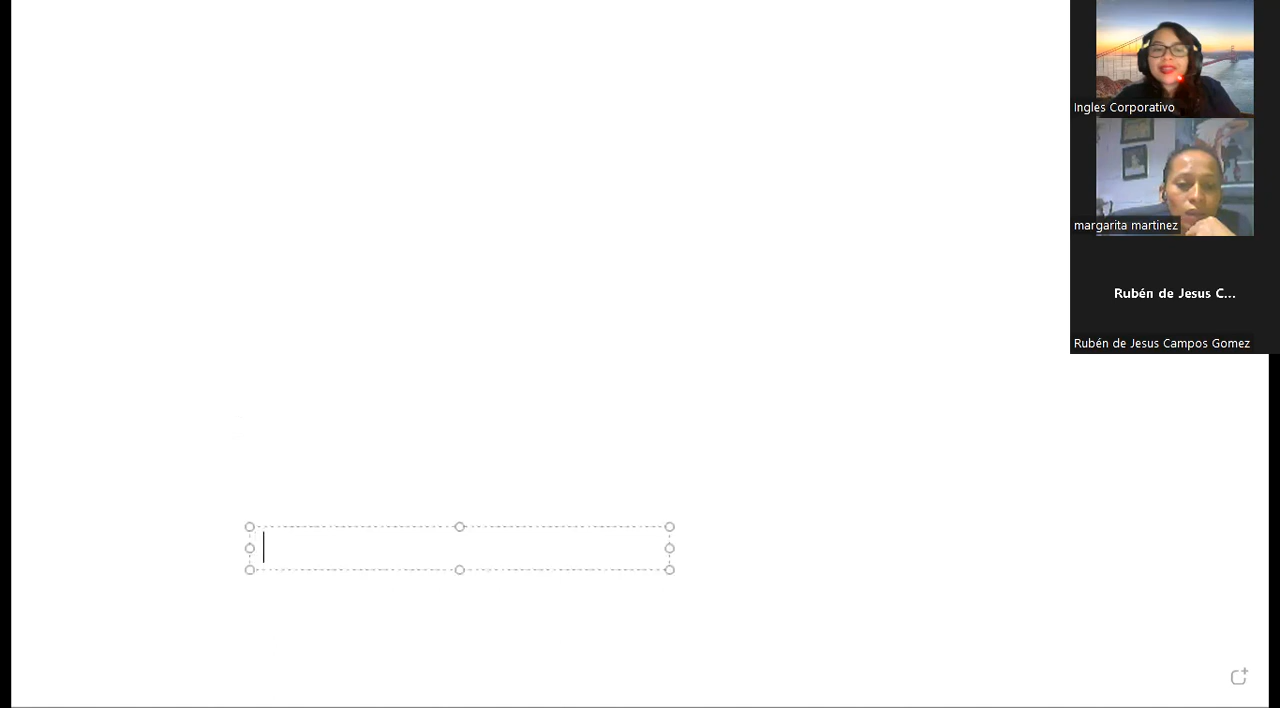 Ingles Corporativo
margarita martinez
Rubén de Jesus C...
Rubén de Jesus Campos Gomez